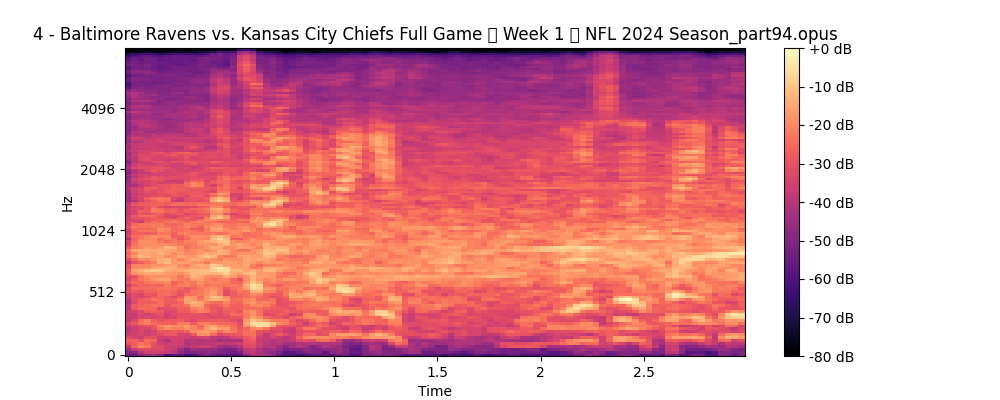 4 - Baltimore Ravens vs. Kansas City Chiefs Full Game ▯ Week 1 ▯ NFL 2024 Season_part94.opus
+0 dB
-10 dB
-20 dB
-30 dB
-40 dB
-50 dB
-60 dB
-70 dB
-80 dB
4096
2048
1024
512
0
Hz
0
0.5
1
1.5
2
2.5
Time